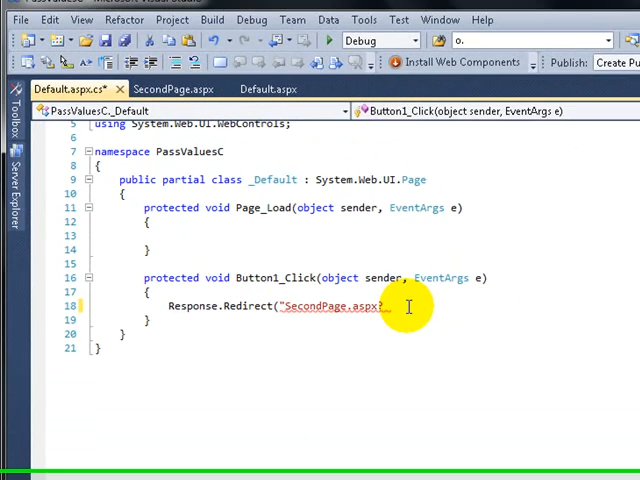 File Edit View Refactor Project Build Debug Team Data Tools Test Window Help
Debug o.
Install Web Components Publish: Create Pu
Default.aspx.cs* SecondPage.aspx Default.aspx
PassValuesC._Default Button1_Click(object sender, EventArgs e)
Toolbox
Server Explorer
5 using System.Web.UI.WebControls;
6
7 namespace PassValuesC
8 {
9 public partial class _Default : System.Web.UI.Page
10 {
11 protected void Page_Load(object sender, EventArgs e)
12 {
13
14 }
15
16 protected void Button1_Click(object sender, EventArgs e)
17 {
18 Response.Redirect("SecondPage.aspx?
19 }
20 }
21 }